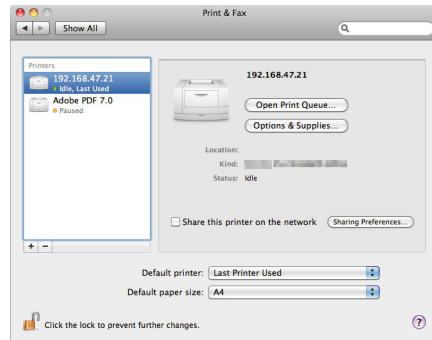 Print & Fax
Show All
Printers
192.168.47.21
Idle, Last Used
Adobe PDF 7.0
Paused
192.168.47.21
Open Print Queue...
Options & Supplies...
Location:
Kind:
Status: Idle
Share this printer on the network Sharing Preferences...
+ −
Default printer: Last Printer Used
Default paper size: A4
Click the lock to prevent further changes.
?